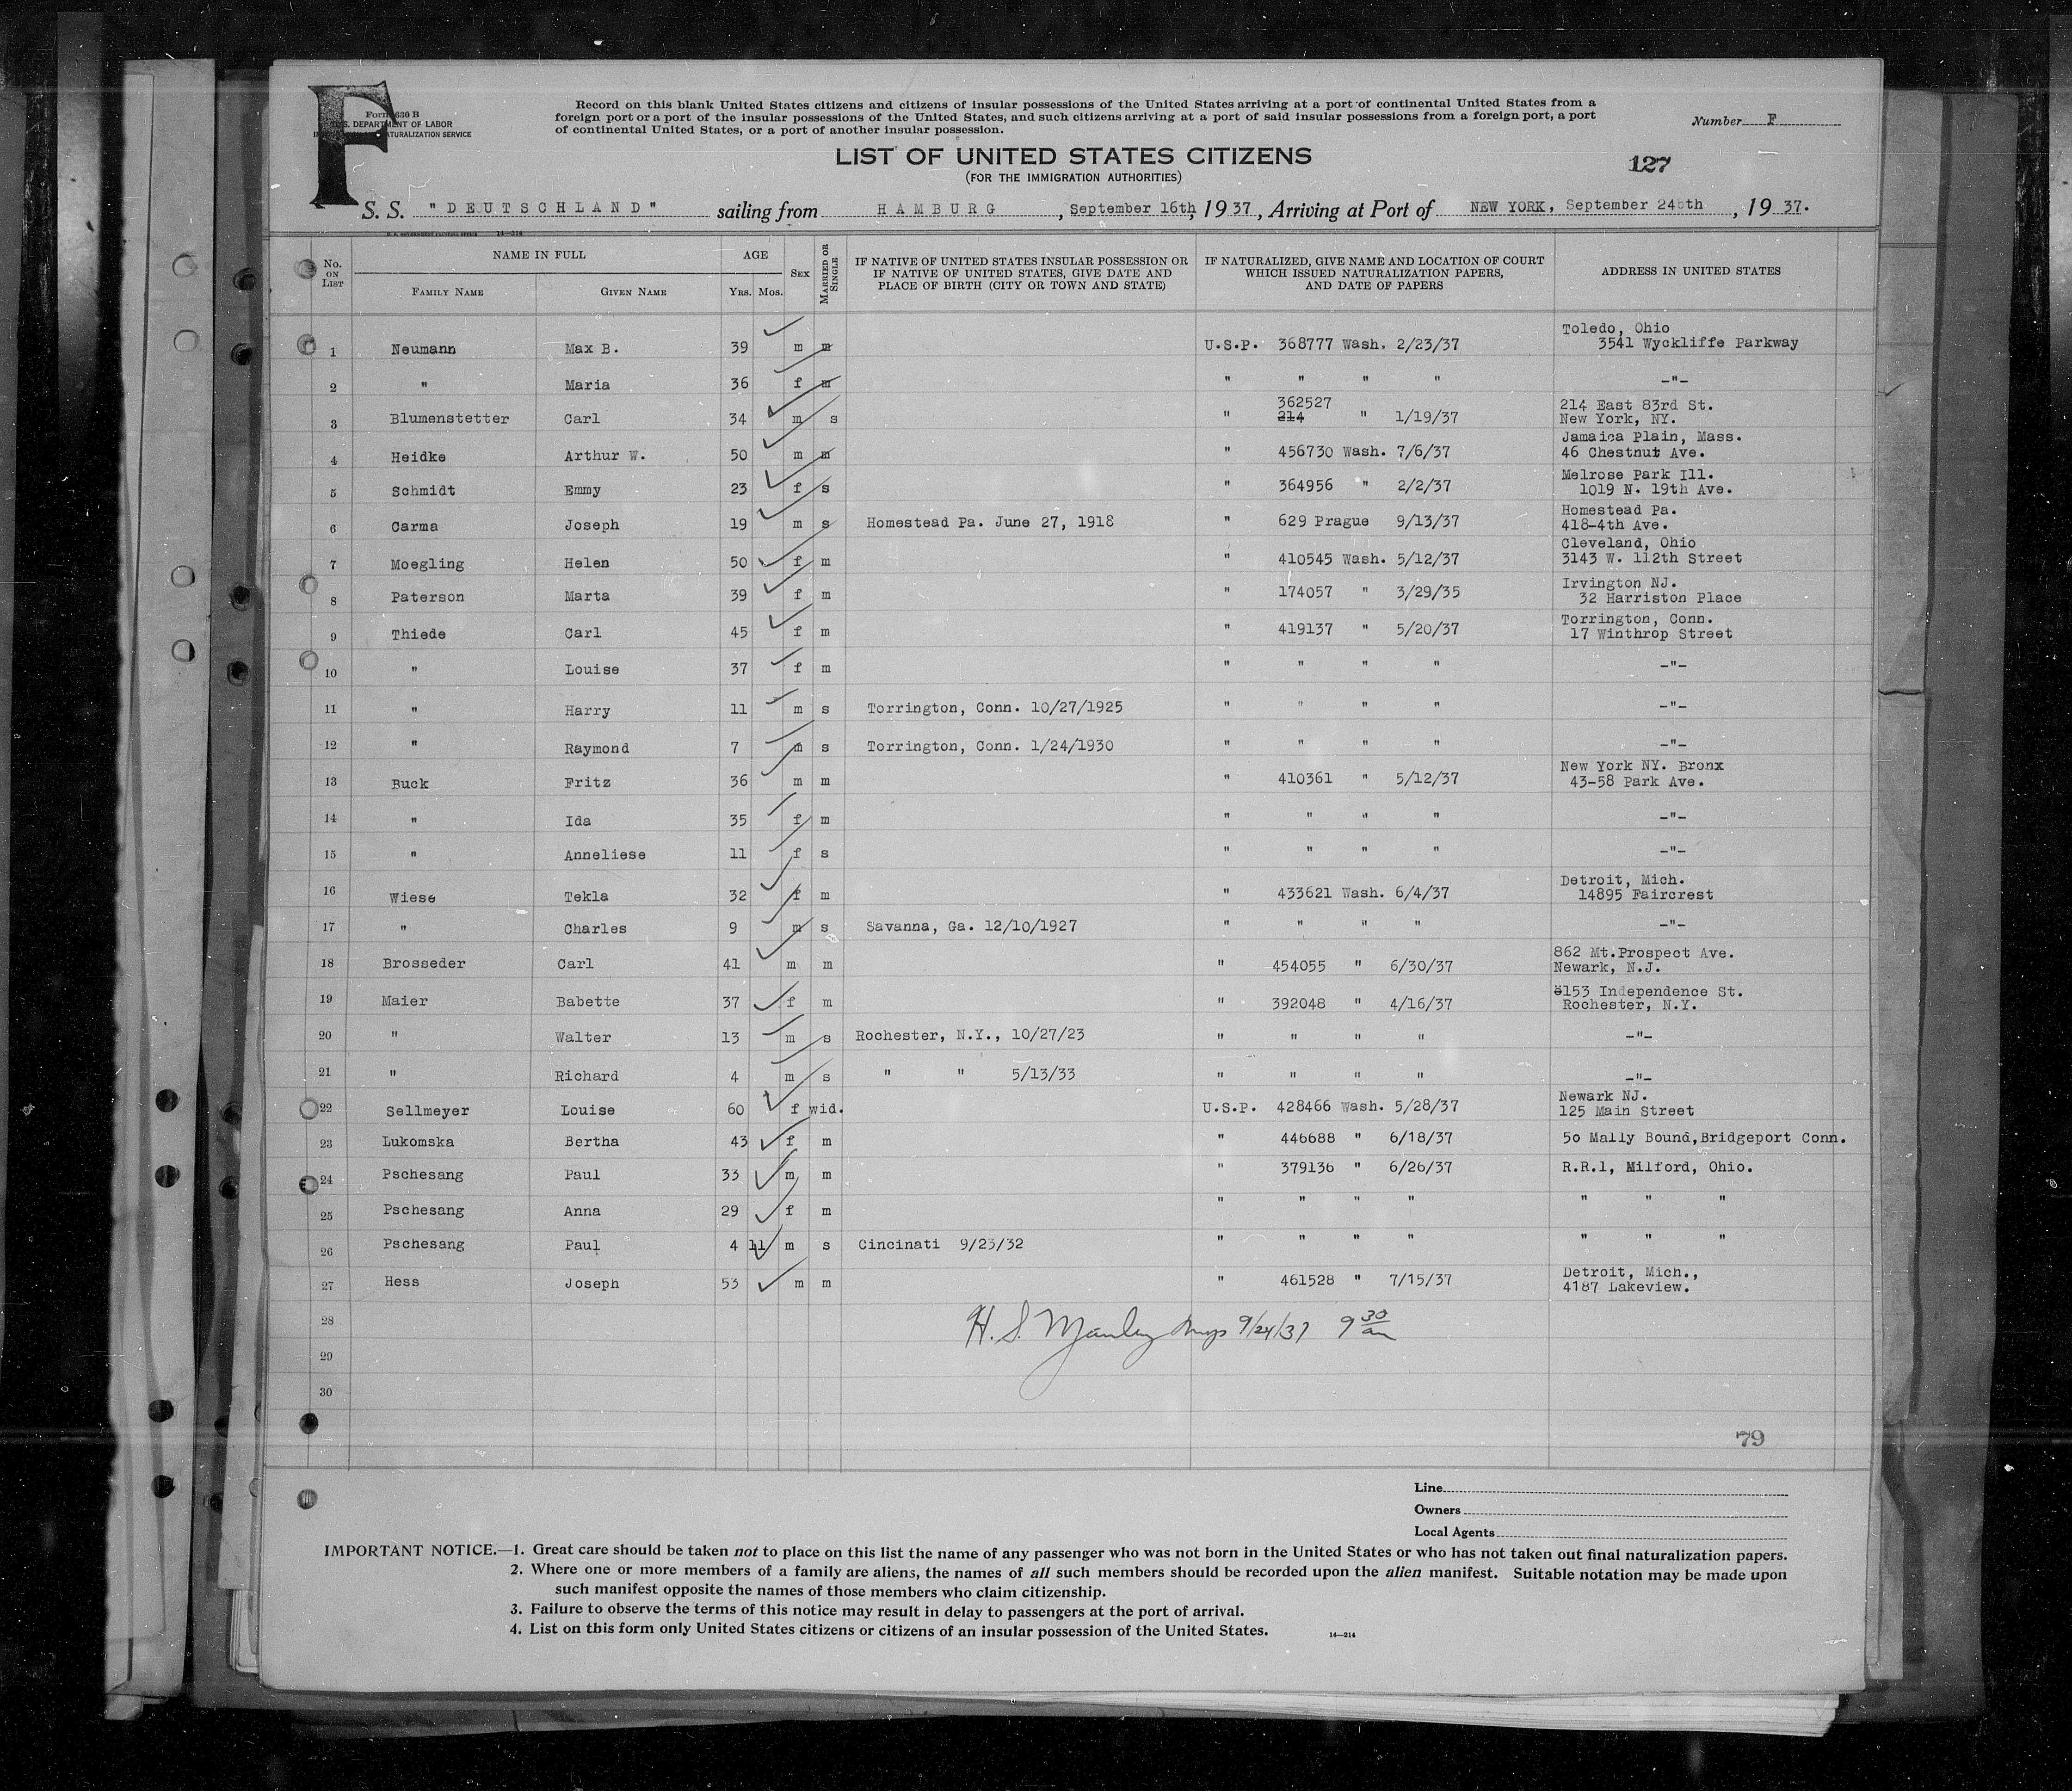 F
Form 630 B
U.S. DEPARTMENT OF LABOR
NATURALIZATION SERVICE
Record on this blank United States citizens and citizens of insular possessions of the United States arriving at a port of continental United States from a
foreign port or a port of the insular possessions of the United States, and such citizens arriving at a port of said insular possessions from a foreign port, a port
of continental United States, or a port of another insular possession.
Number F
LIST OF UNITED STATES CITIZENS
(FOR THE IMMIGRATION AUTHORITIES)
127
S. S. "DEUTSCHLAND" sailing from HAMBURG, September 16th, 1937, Arriving at Port of NEW YORK, September 24th, 1937.
14—214
No. ON LIST
NAME IN FULL
FAMILY NAME GIVEN NAME
AGE
YRS. MOS.
SEX
MARRIED OR SINGLE
IF NATIVE OF UNITED STATES INSULAR POSSESSION OR
IF NATIVE OF UNITED STATES, GIVE DATE AND
PLACE OF BIRTH (CITY OR TOWN AND STATE)
IF NATURALIZED, GIVE NAME AND LOCATION OF COURT
WHICH ISSUED NATURALIZATION PAPERS,
AND DATE OF PAPERS
ADDRESS IN UNITED STATES
1 Neumann Max B. 39 m m U.S.P. 368777 Wash. 2/23/37 Toledo, Ohio
3541 Wyckliffe Parkway
2 " Maria 36 f m " " " " -"-
3 Blumenstetter Carl 34 m s " 362527 214 " 1/19/37 214 East 83rd St.
New York, NY.
4 Heidke Arthur W. 50 m m " 456730 Wash. 7/6/37 Jamaica Plain, Mass.
46 Chestnut Ave.
5 Schmidt Emmy 23 f s " 364956 " 2/2/37 Melrose Park Ill.
1019 N. 19th Ave.
6 Carma Joseph 19 m s Homestead Pa. June 27, 1918 " 629 Prague 9/13/37 Homestead Pa.
418-4th Ave.
7 Moegling Helen 50 f m " 410545 Wash. 5/12/37 Cleveland, Ohio
3143 W. 112th Street
8 Paterson Marta 39 f m " 174057 " 3/29/35 Irvington NJ.
32 Harriston Place
9 Thiede Carl 45 f m " 419137 " 5/20/37 Torrington, Conn.
17 Winthrop Street
10 " Louise 37 f m " " " " -"-
11 " Harry 11 m s Torrington, Conn. 10/27/1925 " " " " -"-
12 " Raymond 7 m s Torrington, Conn. 1/24/1930 " " " " -"-
13 Buck Fritz 36 m m " 410361 " 5/12/37 New York NY. Bronx
43-58 Park Ave.
14 " Ida 35 f m " " " " -"-
15 " Anneliese 11 f s " " " " -"-
16 Wiese Tekla 32 f m " 433621 Wash. 6/4/37 Detroit, Mich.
14895 Faircrest
17 " Charles 9 m s Savanna, Ga. 12/10/1927 " " " " -"-
18 Brosseder Carl 41 m m " 454055 " 6/30/37 862 Mt.Prospect Ave.
Newark, N.J.
19 Maier Babette 37 f m " 392048 " 4/16/37 153 Independence St.
Rochester, N.Y.
20 " Walter 13 m s Rochester, N.Y., 10/27/23 " " " " -"-
21 " Richard 4 m s " " 5/13/33 " " " " -"-
22 Sellmeyer Louise 60 f wid. U.S.P. 428466 Wash. 5/28/37 Newark NJ.
125 Main Street
23 Lukomska Bertha 43 f m " 446688 " 6/18/37 5o Mally Bound, Bridgeport Conn.
24 Pschesang Paul 33 m m " 379136 " 6/26/37 R.R.1, Milford, Ohio.
25 Pschesang Anna 29 f m " " " " " " "
26 Pschesang Paul 4 11 m s Cincinati 9/23/32 " " " " " " "
27 Hess Joseph 53 m m " 461528 " 7/15/37 Detroit, Mich.,
4187 Lakeview.
28 H. S. Manley Insp 9/24/37 9 30 am
29
30
79
Line
Owners
Local Agents
IMPORTANT NOTICE.—1. Great care should be taken not to place on this list the name of any passenger who was not born in the United States or who has not taken out final naturalization papers.
2. Where one or more members of a family are aliens, the names of all such members should be recorded upon the alien manifest. Suitable notation may be made upon
such manifest opposite the names of those members who claim citizenship.
3. Failure to observe the terms of this notice may result in delay to passengers at the port of arrival.
4. List on this form only United States citizens or citizens of an insular possession of the United States.
14—214